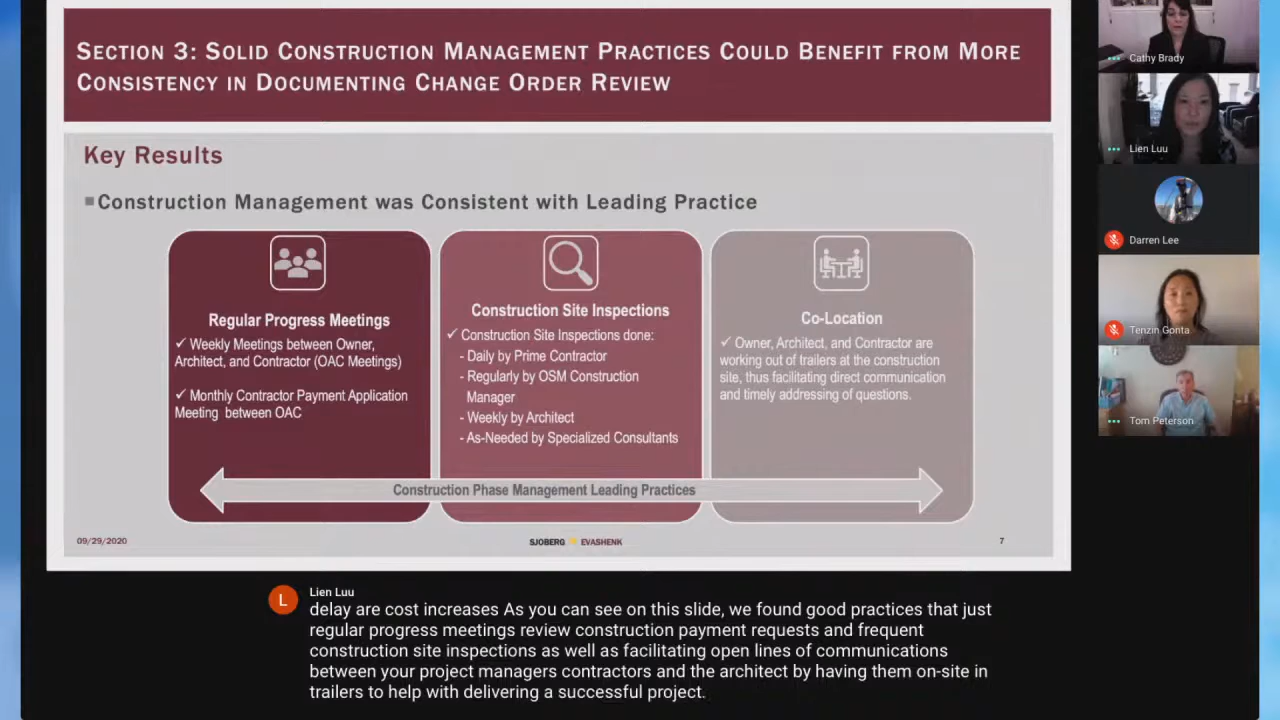 SECTION 3: SOLID CONSTRUCTION MANAGEMENT PRACTICES COULD BENEFIT FROM MORE
CONSISTENCY IN DOCUMENTING CHANGE ORDER REVIEW
Key Results
Construction Management was Consistent with Leading Practice
Regular Progress Meetings
✓ Weekly Meetings between Owner,
Architect, and Contractor (OAC Meetings)
✓ Monthly Contractor Payment Application
Meeting between OAC
Construction Site Inspections
✓ Construction Site Inspections done:
- Daily by Prime Contractor
- Regularly by OSM Construction
Manager
- Weekly by Architect
- As-Needed by Specialized Consultants
Co-Location
✓ Owner, Architect, and Contractor are
working out of trailers at the construction
site, thus facilitating direct communication
and timely addressing of questions.
Construction Phase Management Leading Practices
09/29/2020
SJOBERG EVASHENK
7
Cathy Brady
Lien Luu
Darren Lee
Tenzin Gonta
Tom Peterson
L
Lien Luu
delay are cost increases As you can see on this slide, we found good practices that just
regular progress meetings review construction payment requests and frequent
construction site inspections as well as facilitating open lines of communications
between your project managers contractors and the architect by having them on-site in
trailers to help with delivering a successful project.